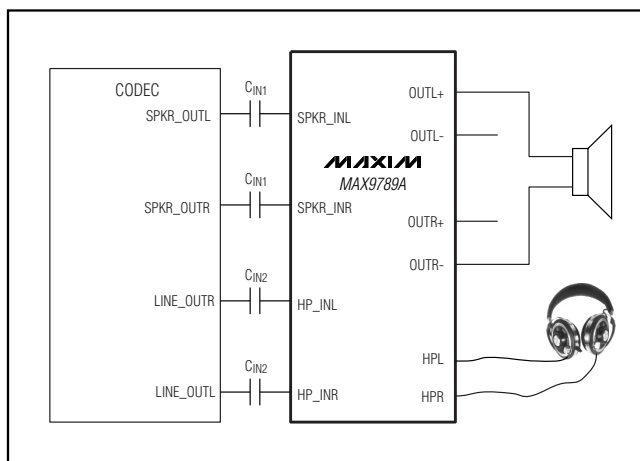 CODEC
SPKR_OUTL
SPKR_OUTR
LINE_OUTR
LINE_OUTL
CIN1
CIN1
CIN2
CIN2
SPKR_INL
SPKR_INR
HP_INL
HP_INR
MAXIM
MAX9789A
OUTL+
OUTL-
OUTR+
OUTR-
HPL
HPR